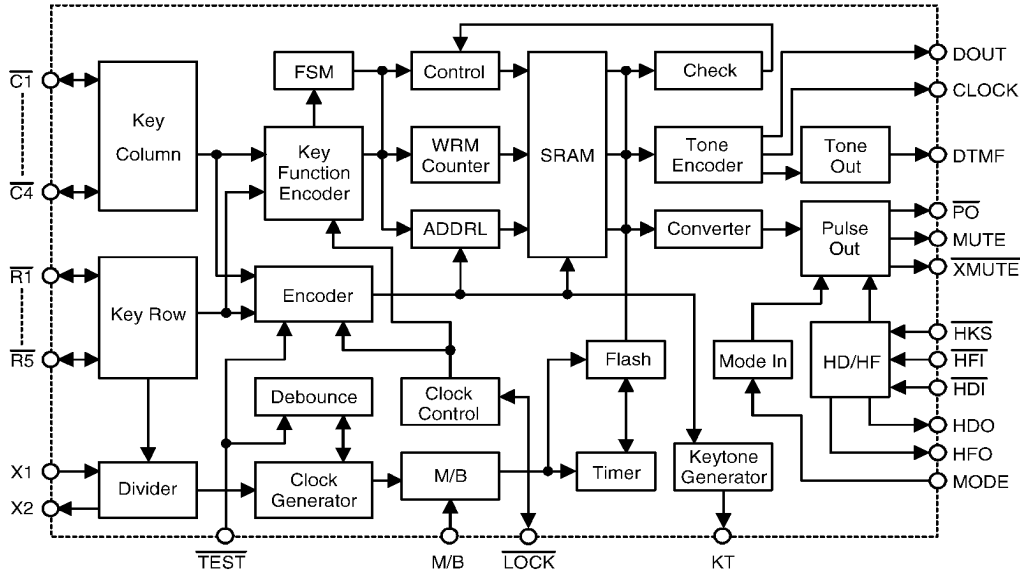 FSM
Control
Check
DOUT
C1
CLOCK
Key
Column
Key
Function
Encoder
WRM
Counter
SRAM
Tone
Encoder
Tone
Out
DTMF
C4
ADDRL
Converter
Pulse
Out
PO
MUTE
XMUTE
R1
Key Row
Encoder
R5
Flash
Mode In
HD/HF
HKS
HFI
HDI
Debounce
Clock
Control
HDO
HFO
MODE
X1
X2
Divider
Clock
Generator
M/B
Timer
Keytone
Generator
TEST
M/B
LOCK
KT